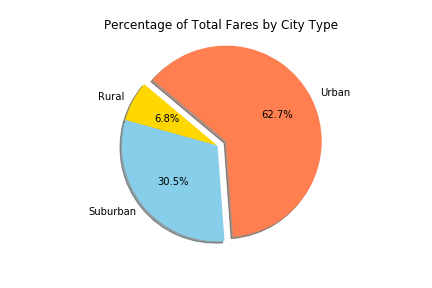 Percentage of Total Fares by City Type
Urban
62.7%
Rural
6.8%
30.5%
Suburban